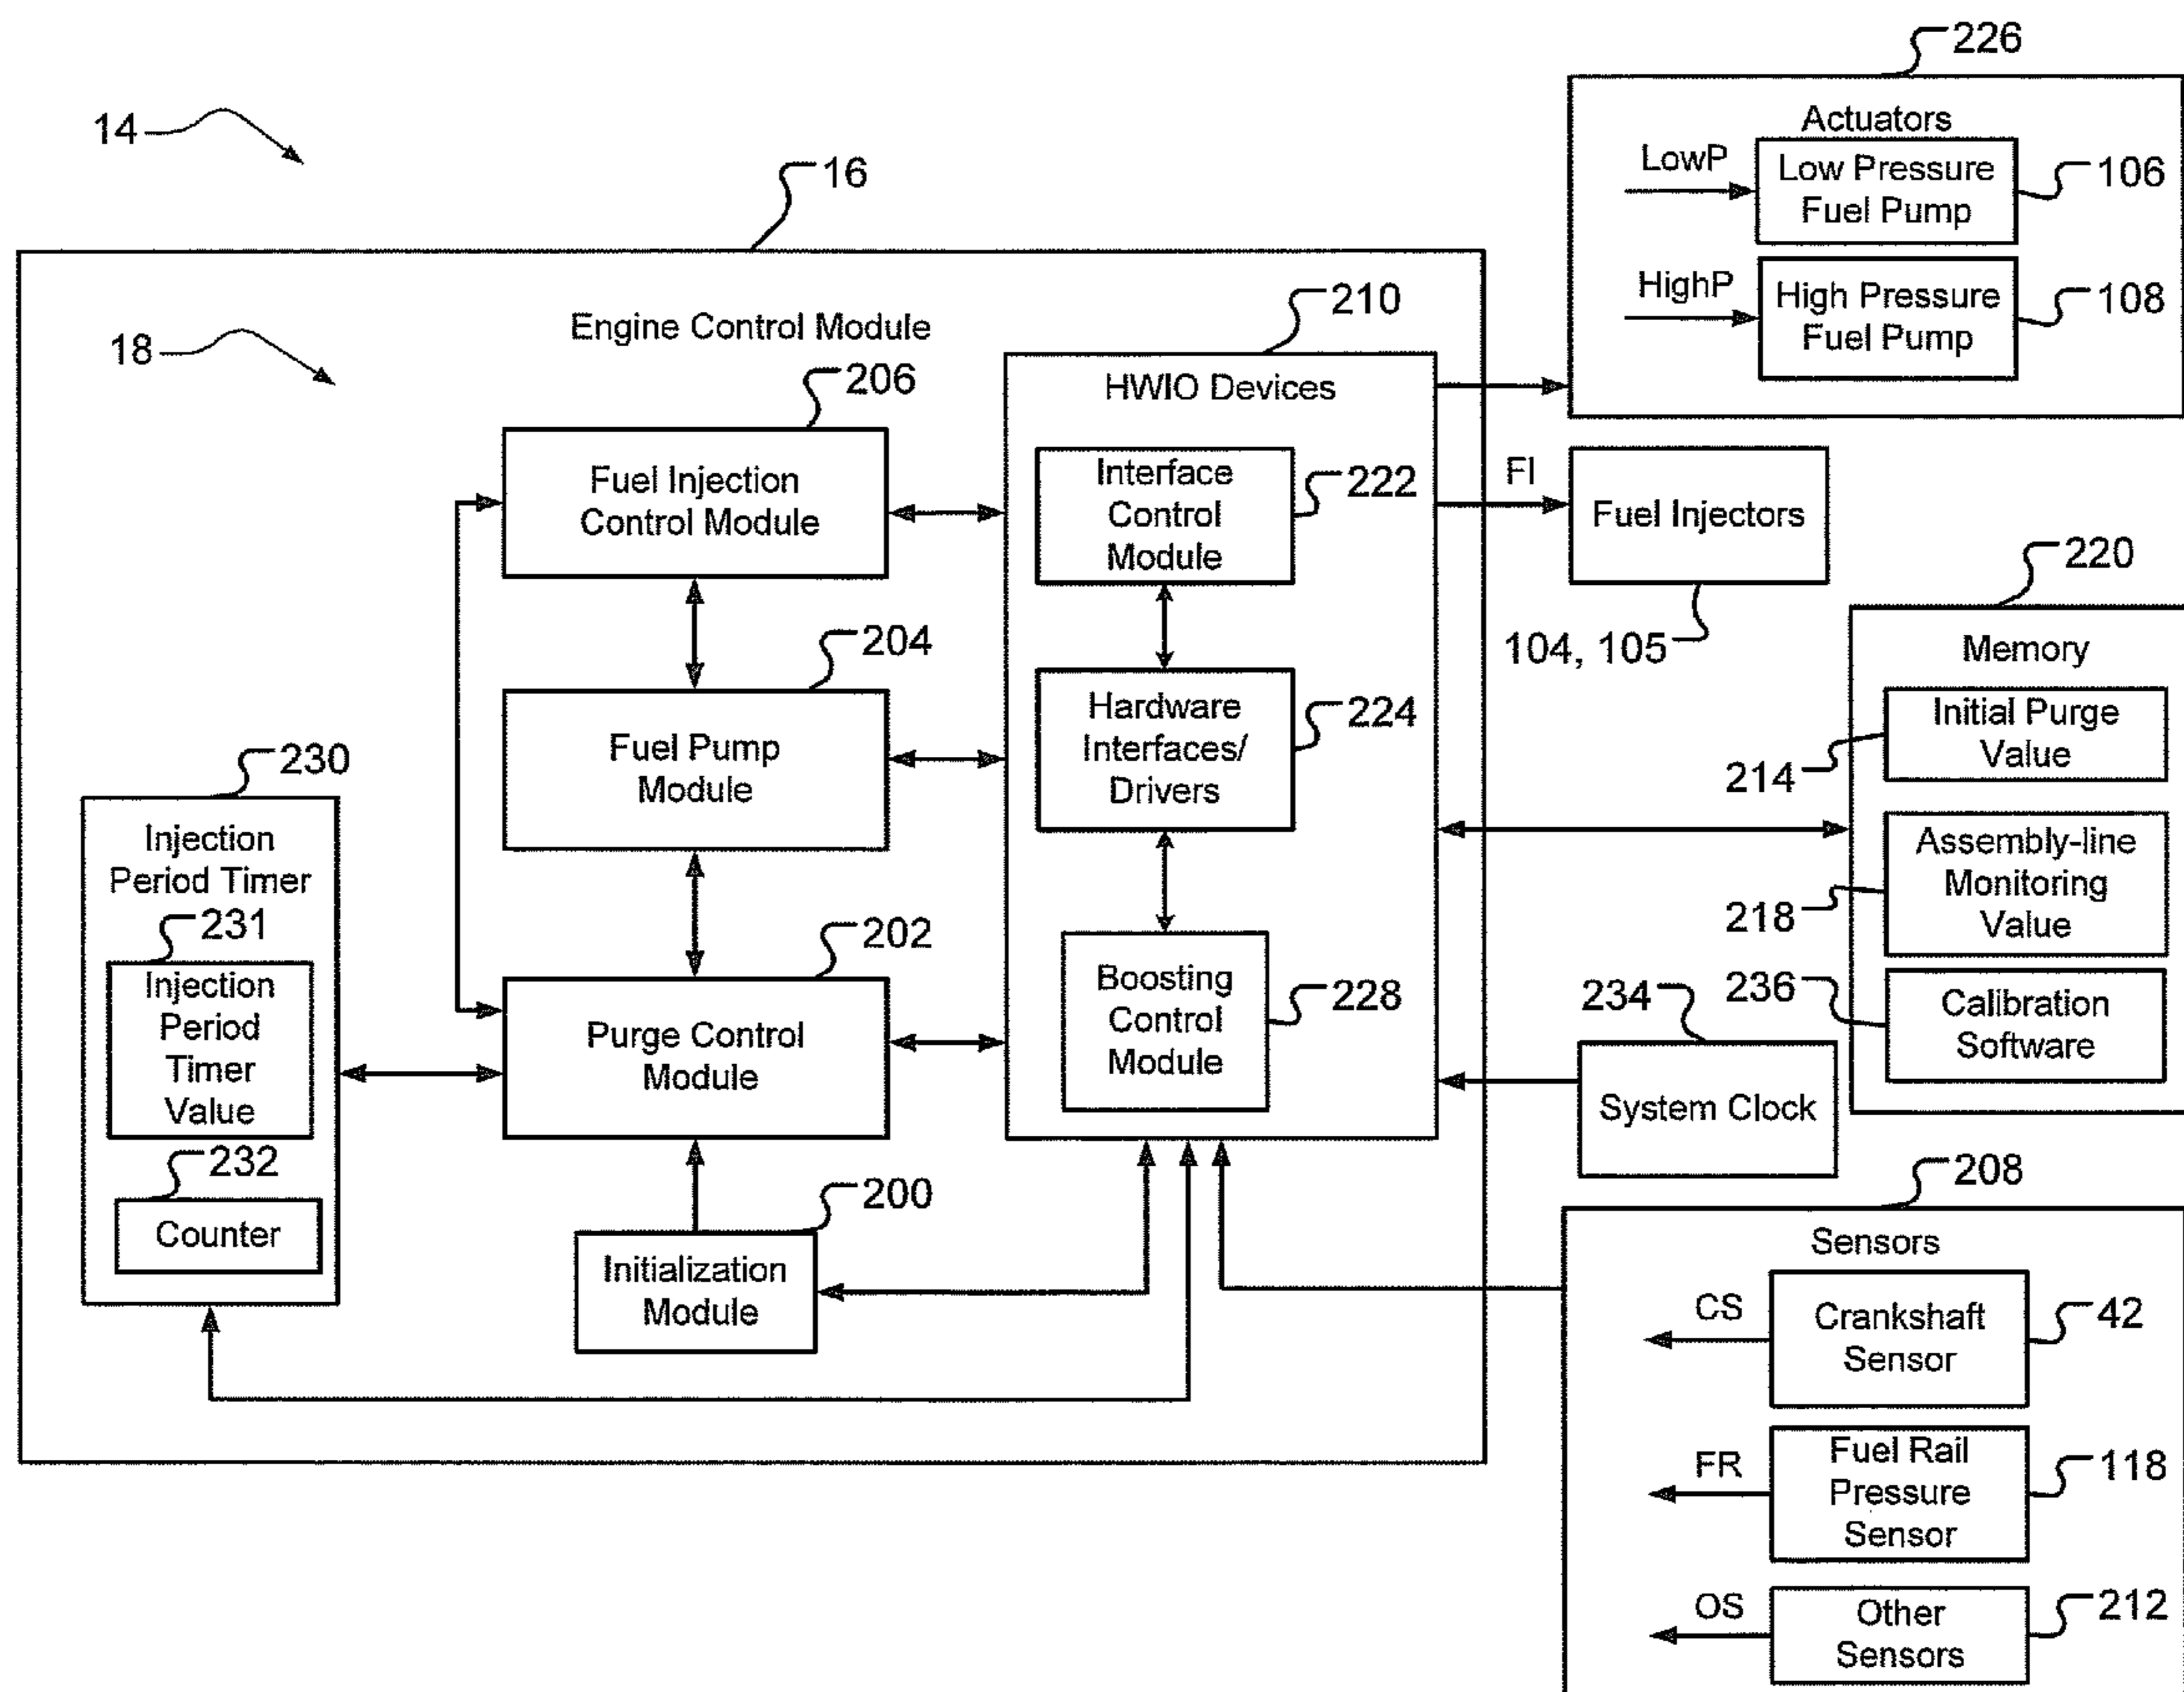 226
14
Actuators
LowP
Low Pressure
Fuel Pump
106
16
HighP
High Pressure
Fuel Pump
108
18
Engine Control Module
210
206
HWIO Devices
Fuel Injection
Control Module
Interface
Control
Module
222
FI
Fuel Injectors
104, 105
220
Memory
204
Initial Purge
Value
214
Fuel Pump
Module
Hardware
Interfaces/
Drivers
224
Assembly-line
Monitoring
Value
218
230
Injection
Period Timer
231
Injection
Period
Timer
Value
232
Counter
202
Purge Control
Module
Boosting
Control
Module
228
234
System Clock
236
Calibration
Software
200
Initialization
Module
208
Sensors
CS
Crankshaft
Sensor
42
FR
Fuel Rail
Pressure
Sensor
118
OS
Other
Sensors
212